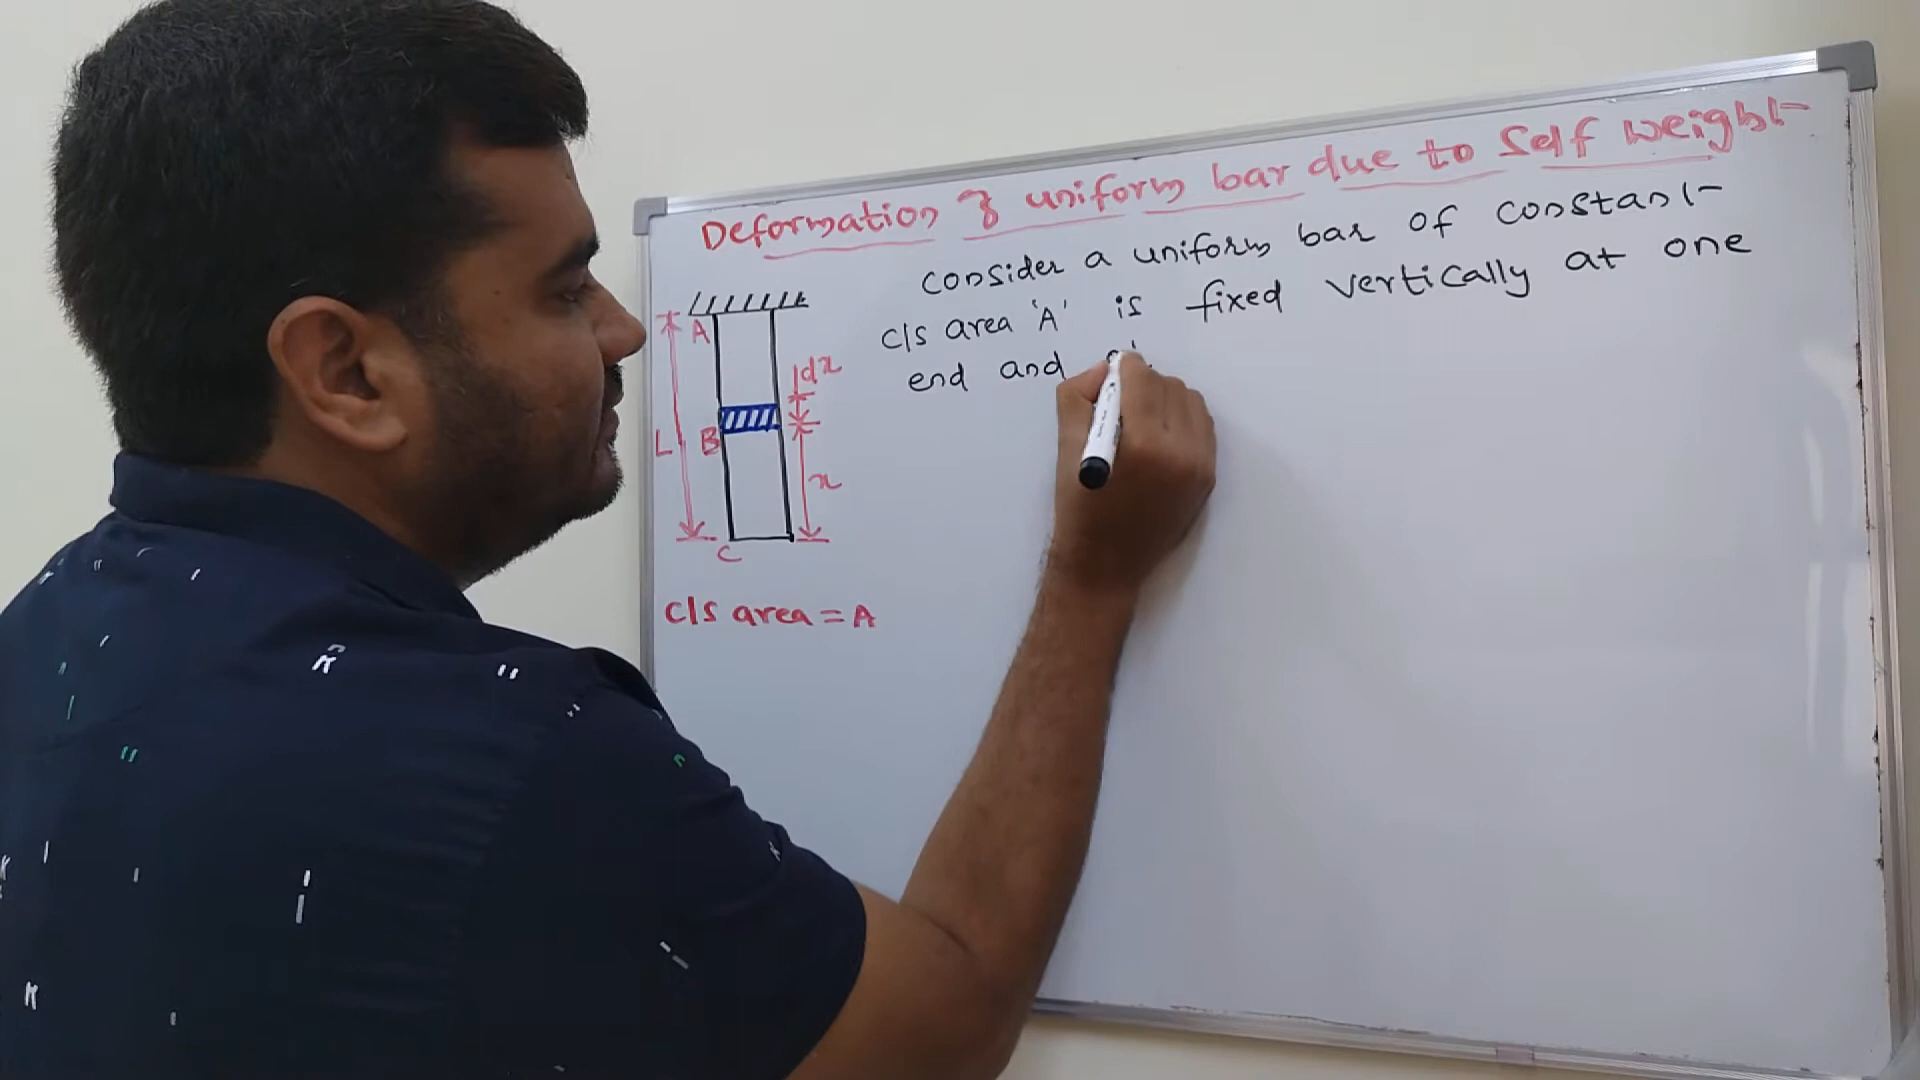 Deformation of uniform bar due to Self weight
Consider a uniform bar of constant
c/s area 'A' is fixed vertically at one
end and
A
dx
L
B
x
C
c/s area = A